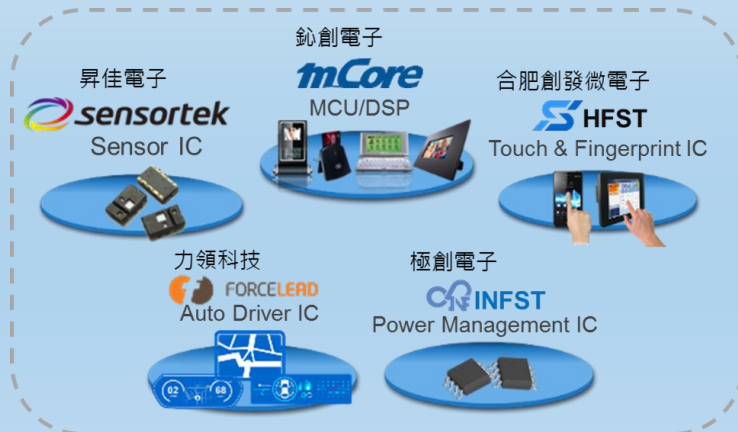 鈊創電子
mCore
MCU/DSP
昇佳電子
sensortek
Sensor IC
合肥創發微電子
HFST
Touch & Fingerprint IC
力領科技
FORCELEAD
Auto Driver IC
極創電子
INFST
Power Management IC
02
68